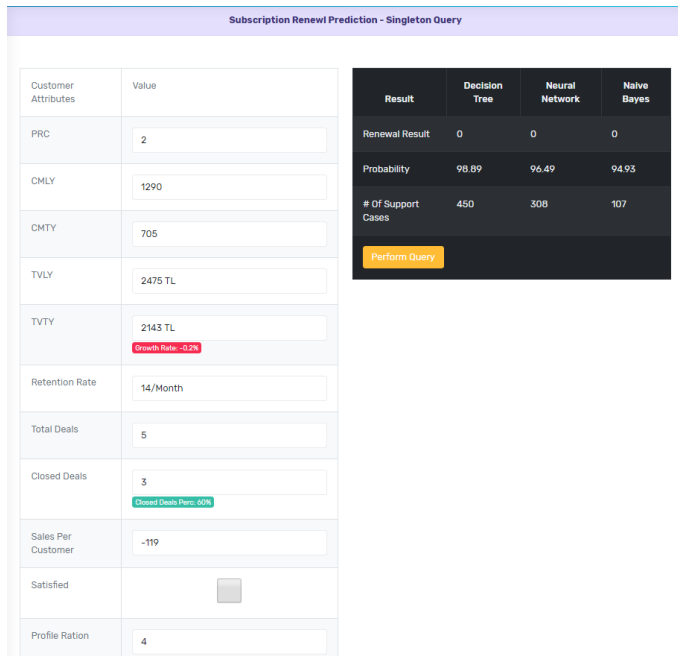 Subscription Renewl Prediction - Singleton Query
Customer
Attributes
Value
PRC
2
CMLY
1290
CMTY
705
TVLY
2475 TL
TVTY
2143 TL
Growth Rate: -0.2%
Retention Rate
14/Month
Total Deals
5
Closed Deals
3
Closed Deals Perc: 60%
Sales Per
Customer
-119
Satisfied
Profile Ration
4
Result
Decision
Tree
Neural
Network
Naive
Bayes
Renewal Result
0
0
0
Probability
98.89
96.49
94.93
# Of Support
Cases
450
308
107
Perform Query